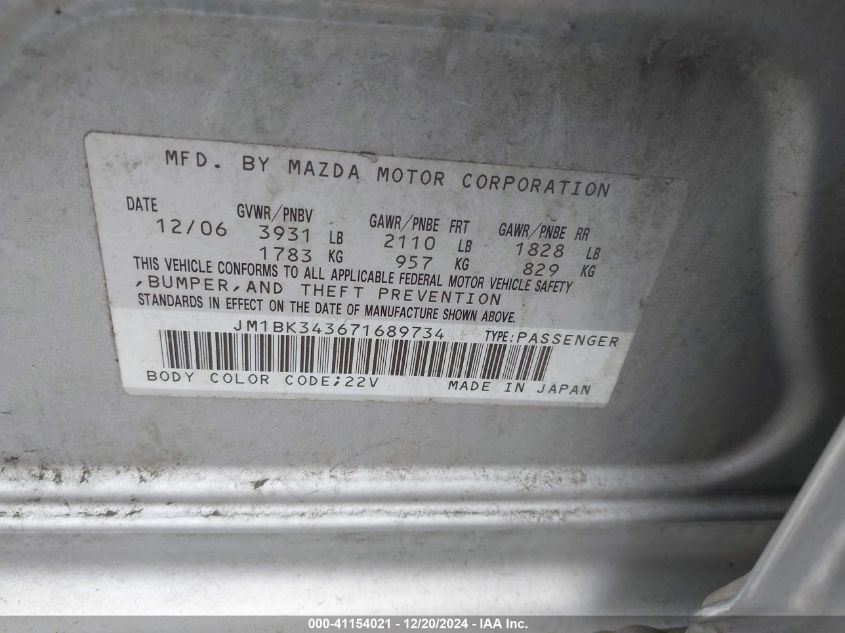 MFD. BY MAZDA MOTOR CORPORATION
DATE GVWR/PNBV GAWR/PNBE FRT GAWR/PNBE RR
12/06 3931 LB 2110 LB 1828 LB
1783 KG 957 KG 829 KG
THIS VEHICLE CONFORMS TO ALL APPLICABLE FEDERAL MOTOR VEHICLE SAFETY
,BUMPER,AND THEFT PREVENTION
STANDARDS IN EFFECT ON THE DATE OF MANUFACTURE SHOWN ABOVE.
JM1BK343671689734 TYPE:PASSENGER
BODY COLOR CODE;22V MADE IN JAPAN
000-41154021 - 12/20/2024 - IAA Inc.